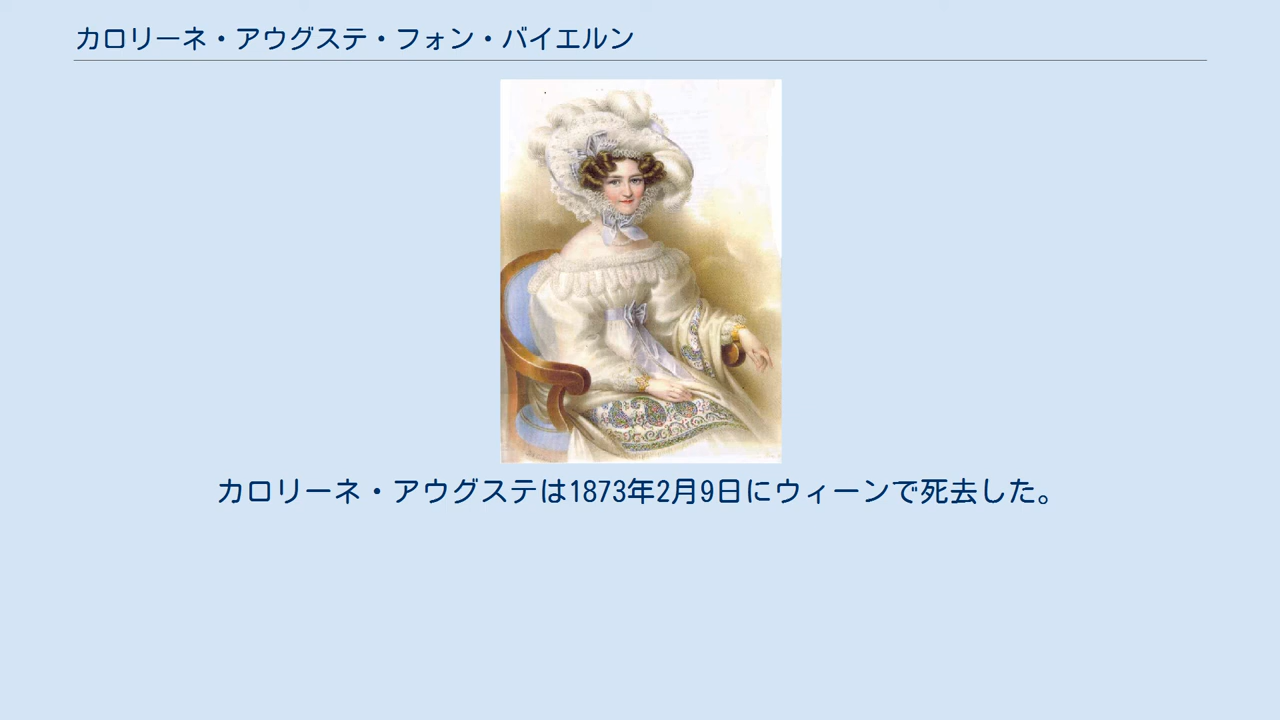 カロリーネ・アウグステ・フォン・バイエルン
カロリーネ・アウグステは1873年2月9日にウィーンで死去した。